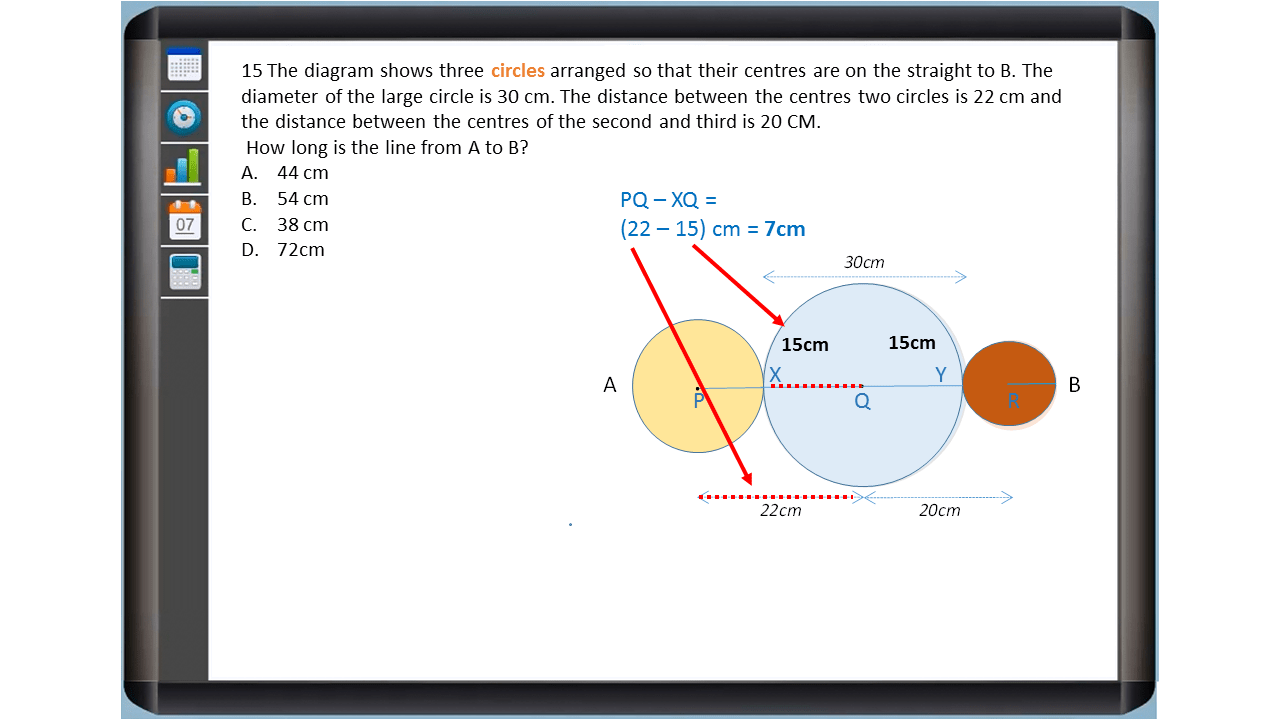 15 The diagram shows three circles arranged so that their centres are on the straight to B. The
diameter of the large circle is 30 cm. The distance between the centres two circles is 22 cm and
the distance between the centres of the second and third is 20 CM.
How long is the line from A to B?
A. 44 cm
B. 54 cm
C. 38 cm
D. 72cm
PQ – XQ =
(22 – 15) cm = 7cm
07
30cm
15cm 15cm
X Y
A B
P Q R
22cm 20cm